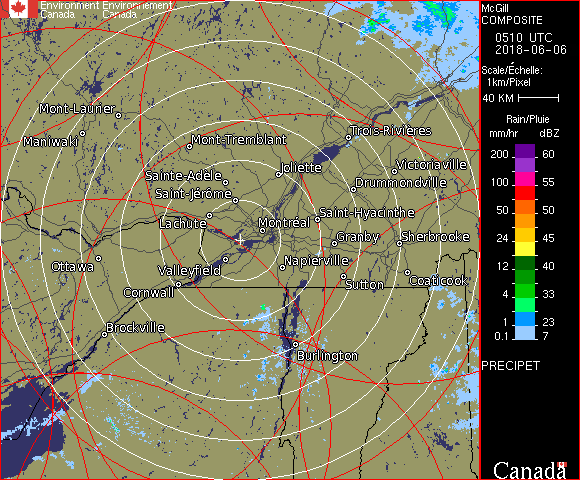 Environment Environnement
Canada Canada
McGill
COMPOSITE
0510 UTC
2018-06-06
Scale/Échelle:
1km/Pixel
40 KM
Rain/Pluie
mm/hr dBZ
200 60
150 57
100 55
50 50
24 45
12 40
4 33
1 23
0.1 7
PRECIPET
Mont-Laurier
Maniwaki
Mont-Tremblant
Trois-Rivières
Joliette
Victoriaville
Sainte-Adèle
Drummondville
Saint-Jérôme
Saint-Hyacinthe
Lachute
Montréal
Granby
Sherbrooke
Ottawa
Valleyfield
Napierville
Cornwall
Sutton
Coaticook
Brockville
Burlington
Canada